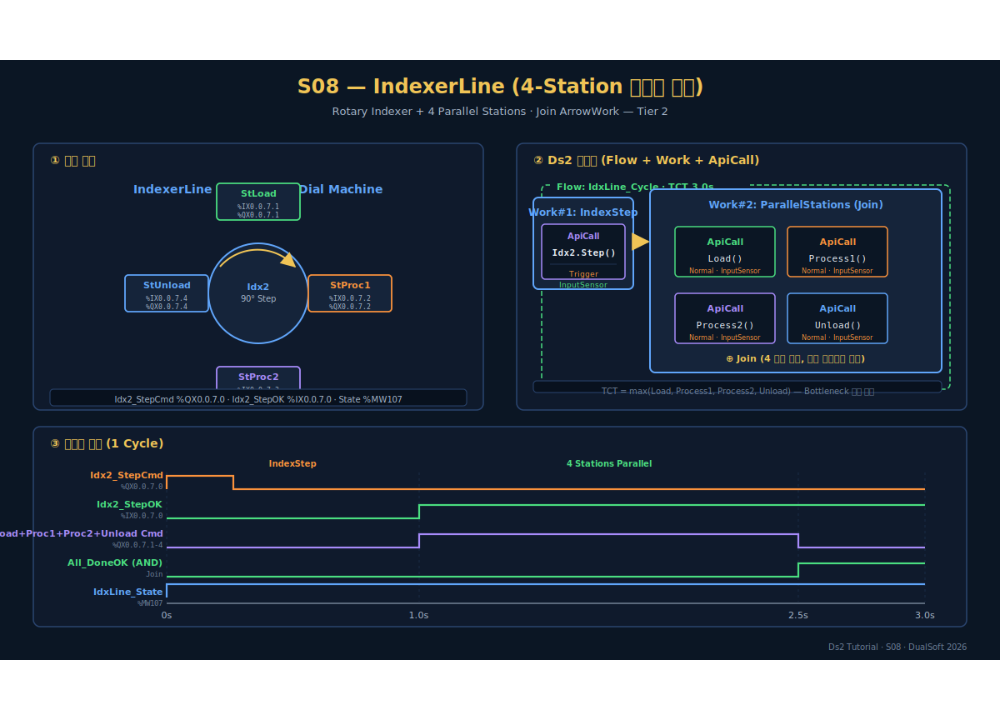 S08 — IndexerLine (4-Station
Rotary Indexer + 4 Parallel Stations · Join ArrowWork — Tier 2
①
IndexerLine
Dial Machine
StLoad
%IX0.0.7.1
%QX0.0.7.1
StUnload
%IX0.0.7.4
%QX0.0.7.4
Idx2
90° Step
StProc1
%IX0.0.7.2
%QX0.0.7.2
StProc2
Idx2_StepCmd %QX0.0.7.0 · Idx2_StepOK %IX0.0.7.0 · State %MW107
② Ds2 (Flow + Work + ApiCall)
Flow: IdxLine_Cycle · TCT 3.0s
Work#1: IndexStep
ApiCall
Idx2.Step()
Trigger
InputSensor
Work#2: ParallelStations (Join)
ApiCall
Load()
Normal · InputSensor
ApiCall
Process1()
Normal · InputSensor
ApiCall
Process2()
Normal · InputSensor
ApiCall
Unload()
Normal · InputSensor
⊕ Join (4
TCT = max(Load, Process1, Process2, Unload) — Bottleneck
③ (1 Cycle)
IndexStep
4 Stations Parallel
Idx2_StepCmd
%QX0.0.7.0
Idx2_StepOK
%IX0.0.7.0
oad+Proc1+Proc2+Unload Cmd
%QX0.0.7.1-4
All_DoneOK (AND)
Join
IdxLine_State
%MW107
0s
1.0s
2.5s
3.0s
Ds2 Tutorial · S08 · DualSoft 2026